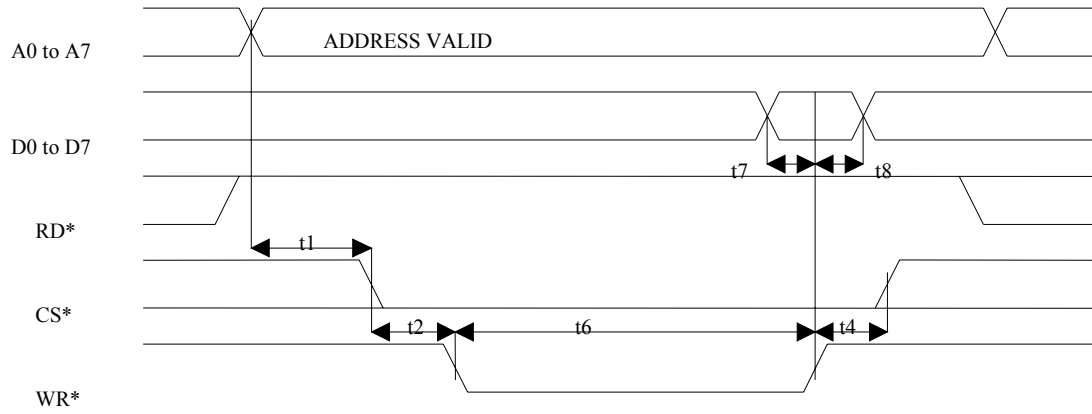 A0 to A7
ADDRESS VALID
D0 to D7
t7
t8
RD*
t1
CS*
t2
t6
t4
WR*